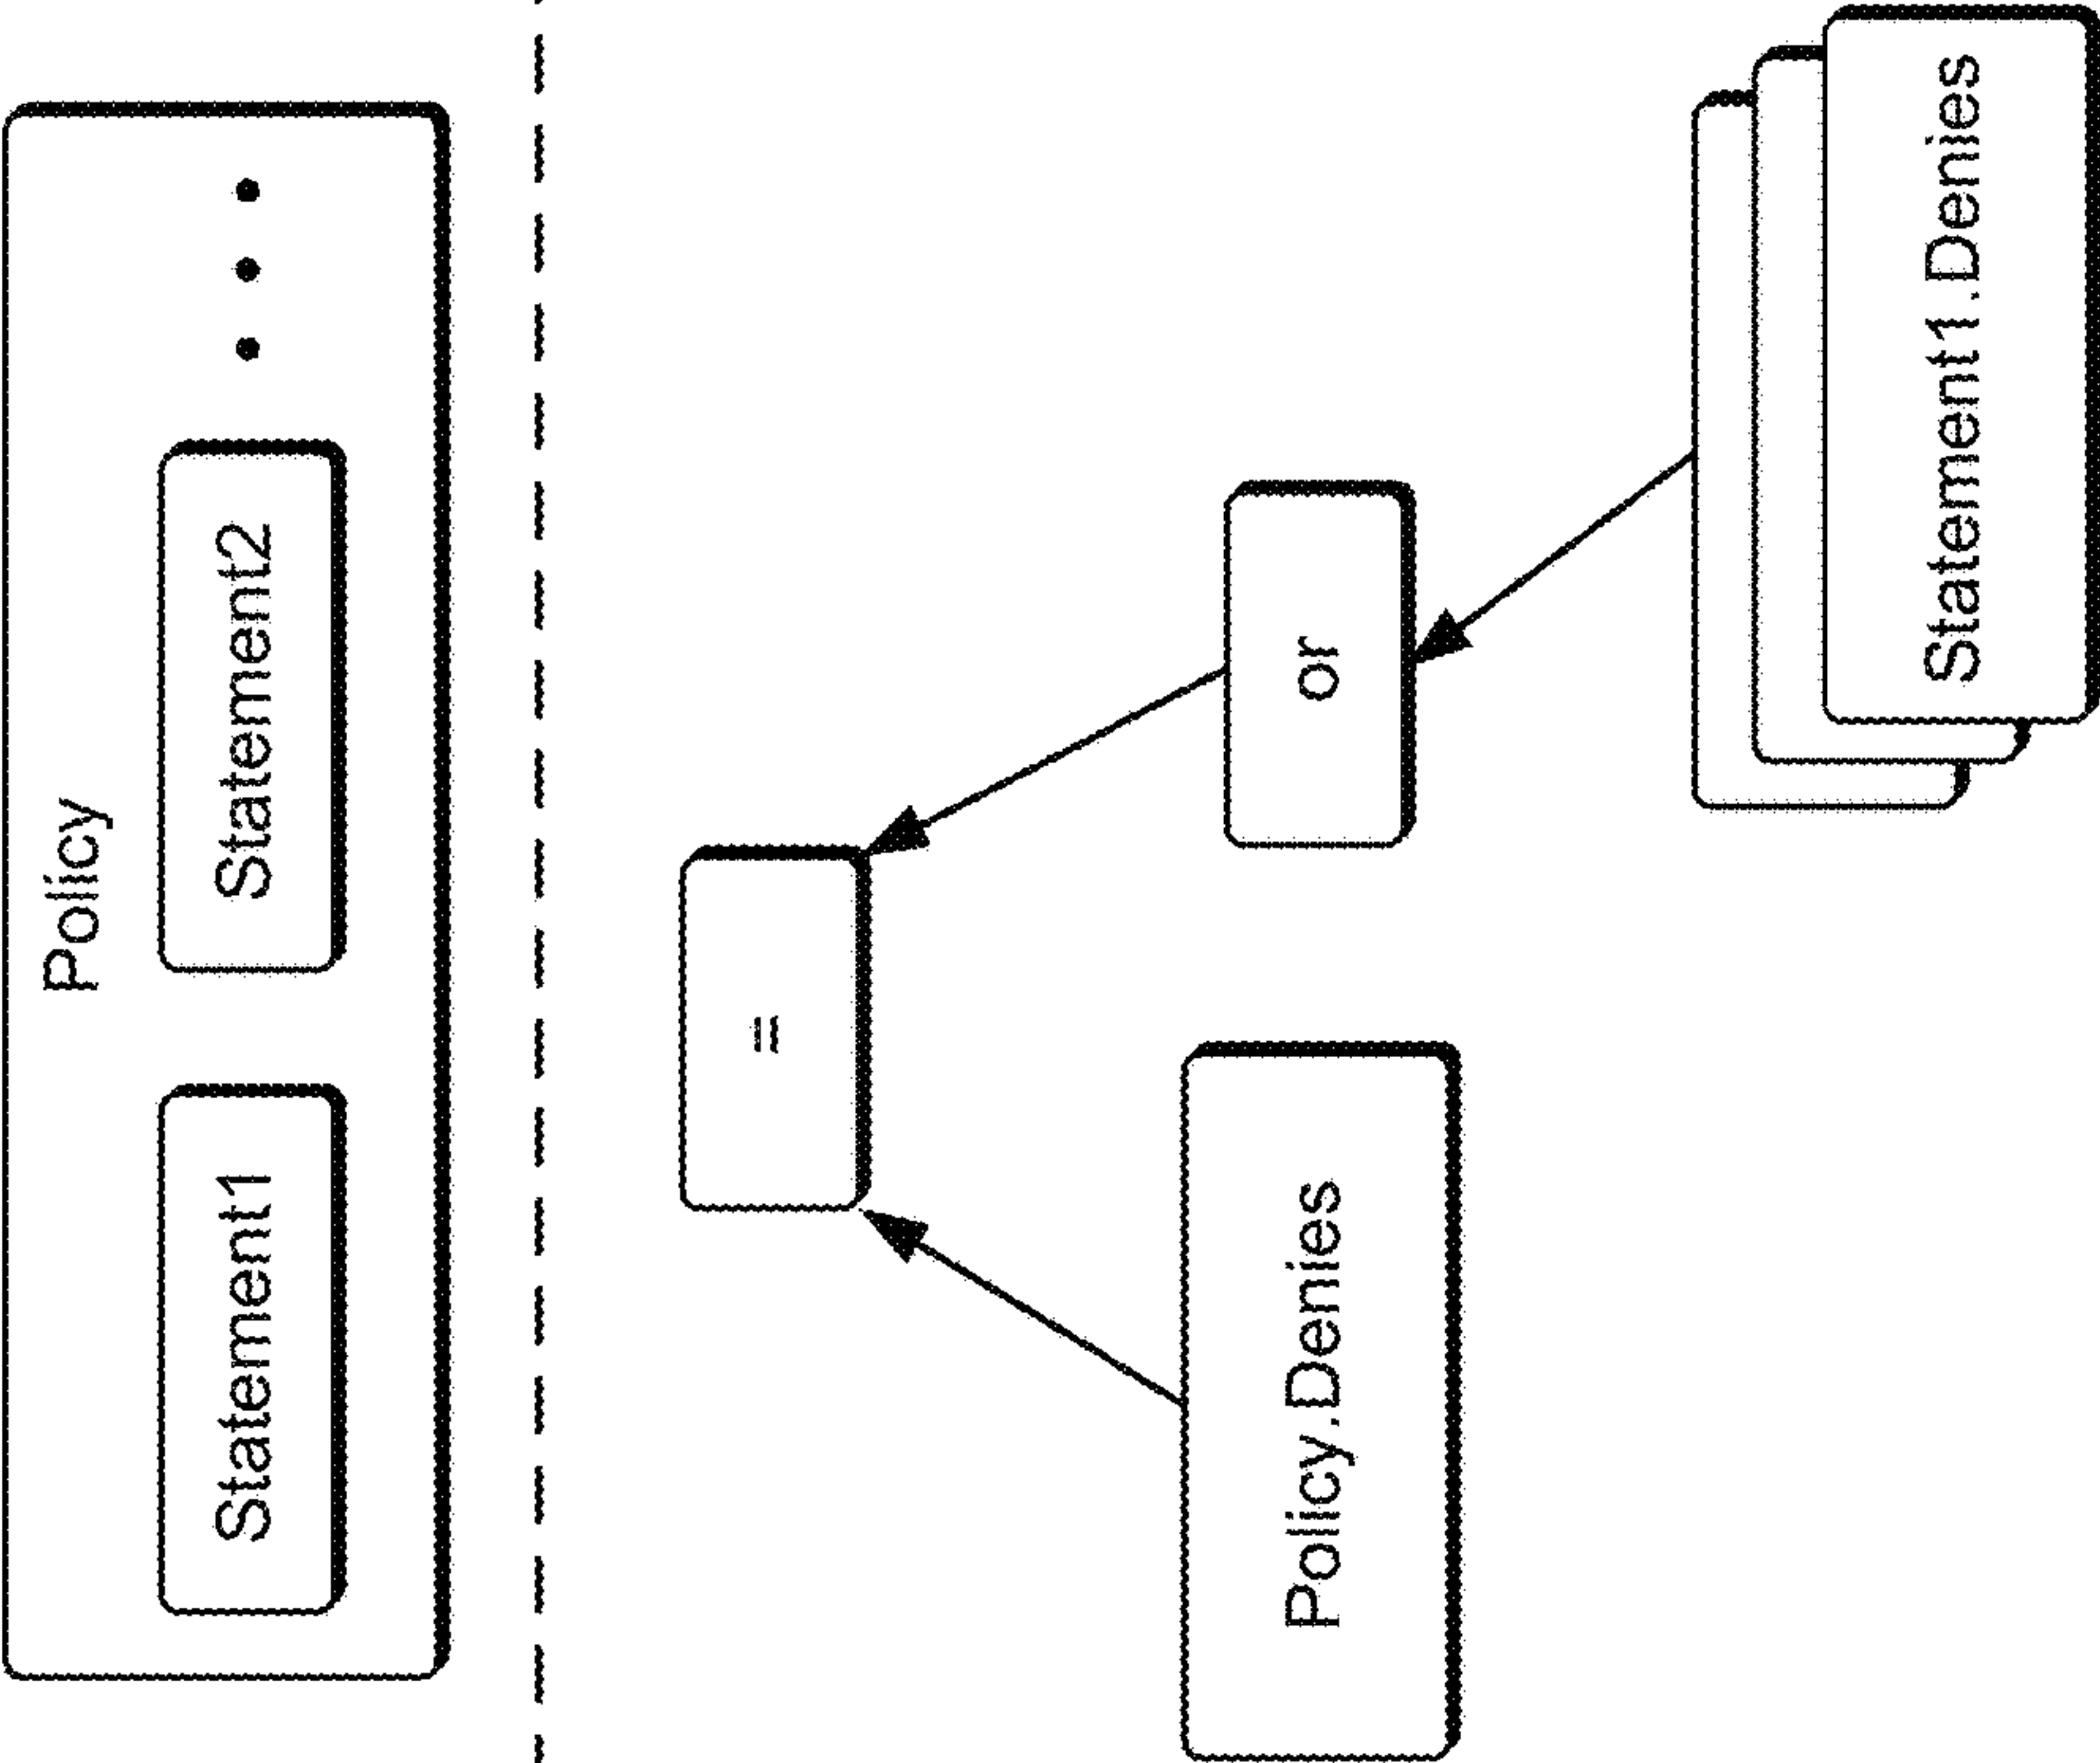 Policy
Statement1
Statement2
=
Policy.Denies
or
Statement1.Denies